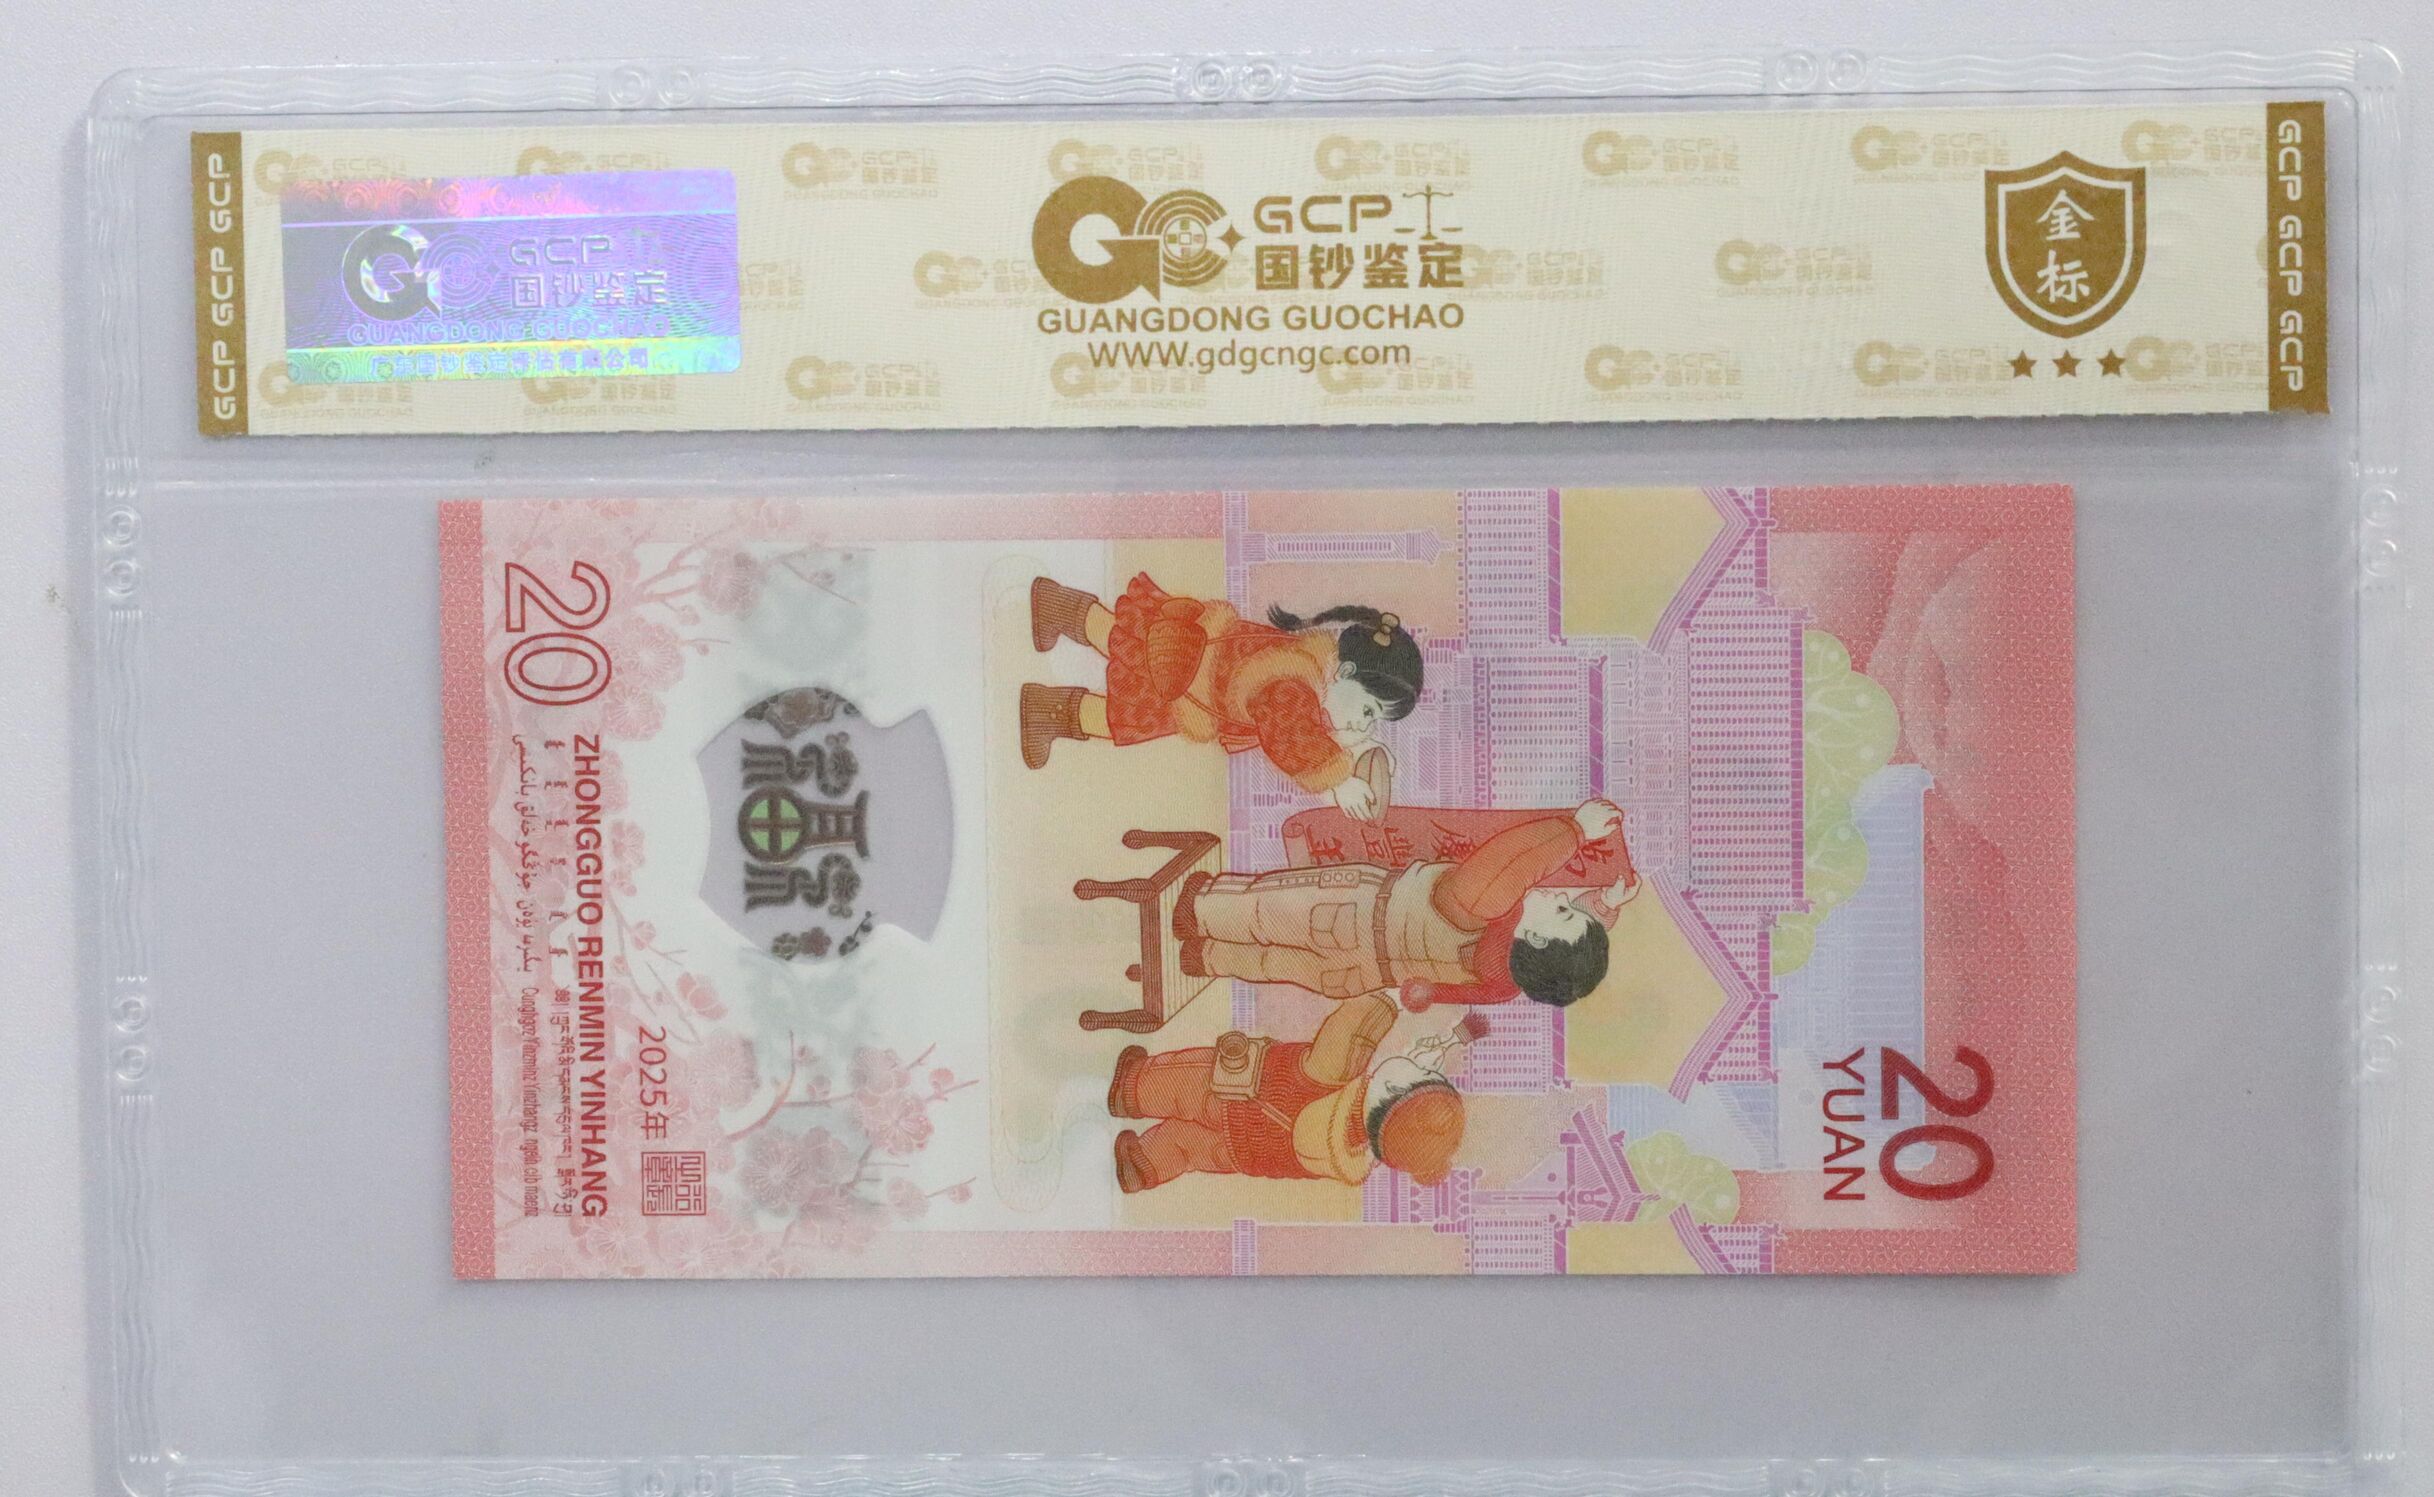 GCP GCP GCP
GCP
国钞鉴定
GUANGDONG GUOCHAO
广东国钞鉴定评估有限公司
GCP
国钞鉴定
GUANGDONG GUOCHAO
WWW.gdgcngc.com
金
标
GCP GCP GCP
20
ZHONGGUO RENMIN YINHANG
2025年
20
YUAN